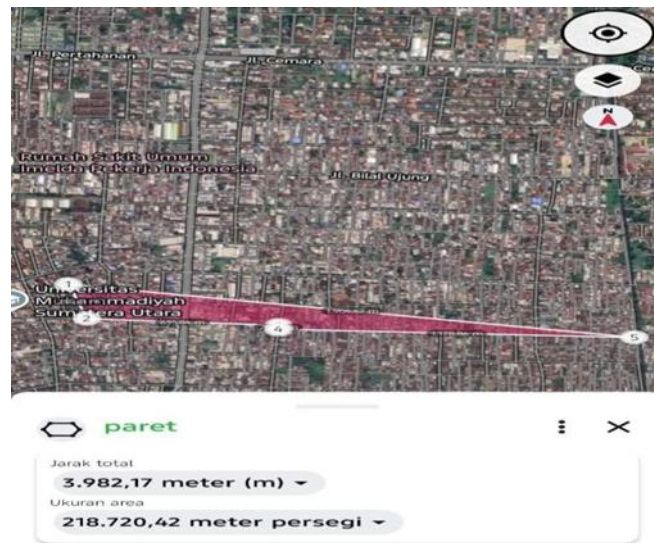 Jl. Pertahanan
Jl. Cemara
Cem
N
Rumah Sakit Umum
Imelda Pekerja Indonesia
Jl. Bilal Ujung
1
Universitas
Muhammadiyah
Sumatera Utara
2
4
5
paret
Jarak total
3.982,17 meter (m)
Ukuran area
218.720,42 meter persegi